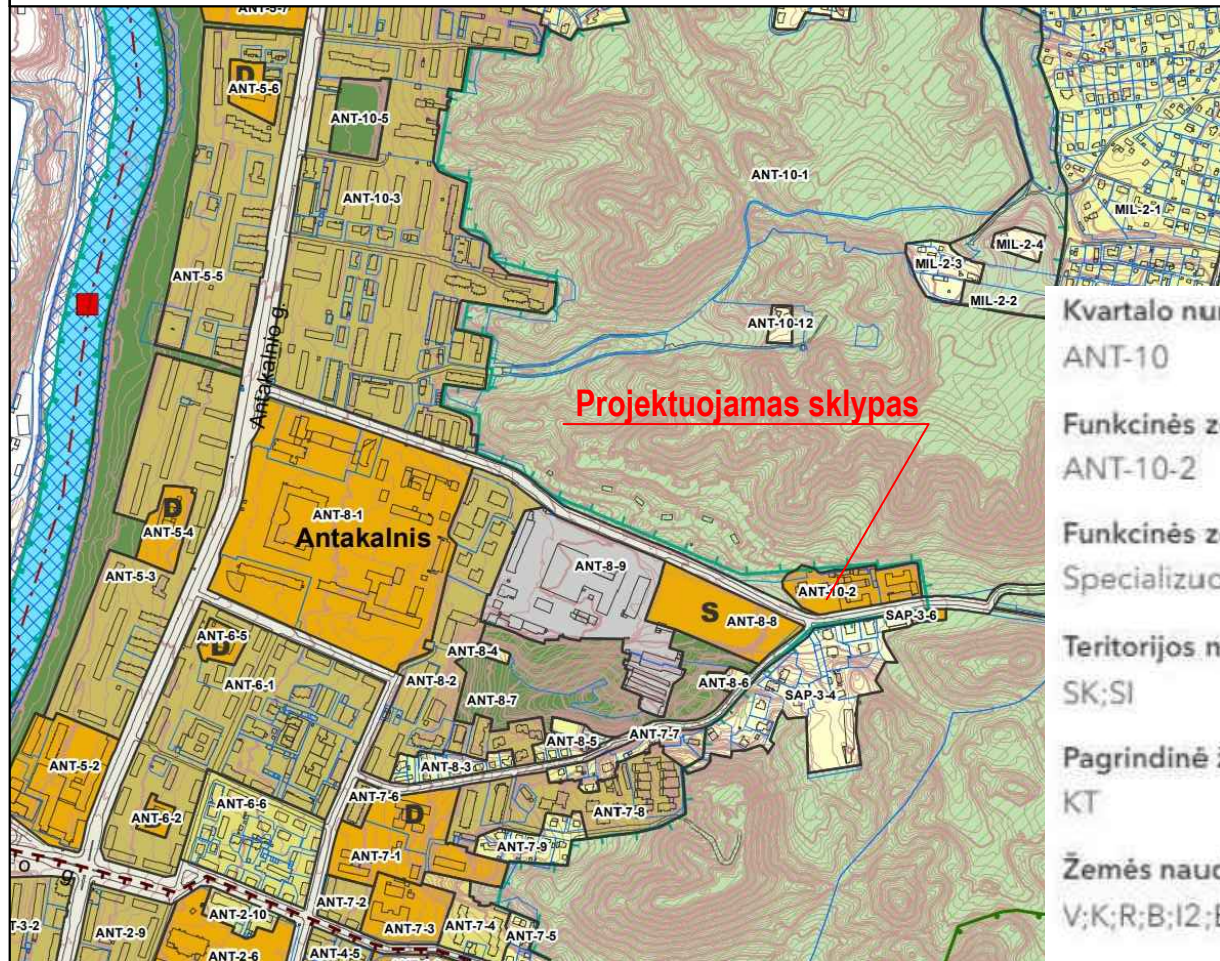 ANT-5-7
D
ANT-5-6
ANT-10-5
ANT-10-1
ANT-10-3
MIL-2-1
MIL-2-4
MIL-2-3
ANT-5-5
MIL-2-2
ANT-10-12
Antakalnio g.
Projektuojamas sklypas
D
ANT-5-4
ANT-8-1
Antakalnis
ANT-8-9
ANT-5-3
ANT-10-2
S
ANT-8-8
SAP-3-6
ANT-6-5
D
ANT-8-4
ANT-6-1
ANT-8-2
ANT-8-6
ANT-8-7
SAP-3-4
ANT-7-7
ANT-8-5
ANT-5-2
ANT-8-3
ANT-7-6
ANT-6-6
D
ANT-7-8
D
ANT-6-2
ANT-7-9
ANT-7-1
o g.
ANT-7-2
ANT-2-10
ANT-7-3
ANT-7-4
ANT-7-5
T-3-2
ANT-2-9
ANT-2-6
ANT-4-5
Kvartalo nu
ANT-10
Funkcinės z
ANT-10-2
Funkcinės z
Specializuo
Teritorijos n
SK;SI
Pagrindinė
KT
Žemės naud
V;K;R;B;I2;